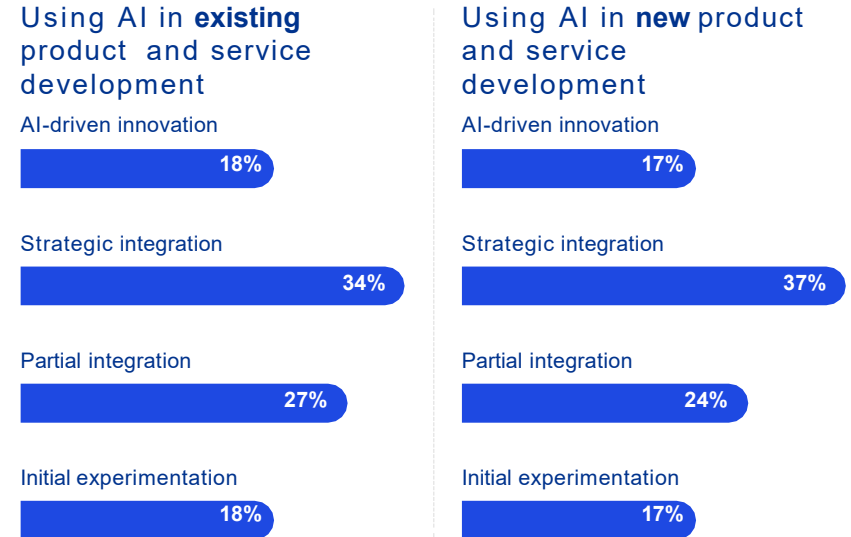 Using AI in existing
product and service
development
AI-driven innovation
18%
Strategic integration
34%
Partial integration
27%
Initial experimentation
18%
Using AI in new product
and service
development
AI-driven innovation
17%
Strategic integration
37%
Partial integration
24%
Initial experimentation
17%